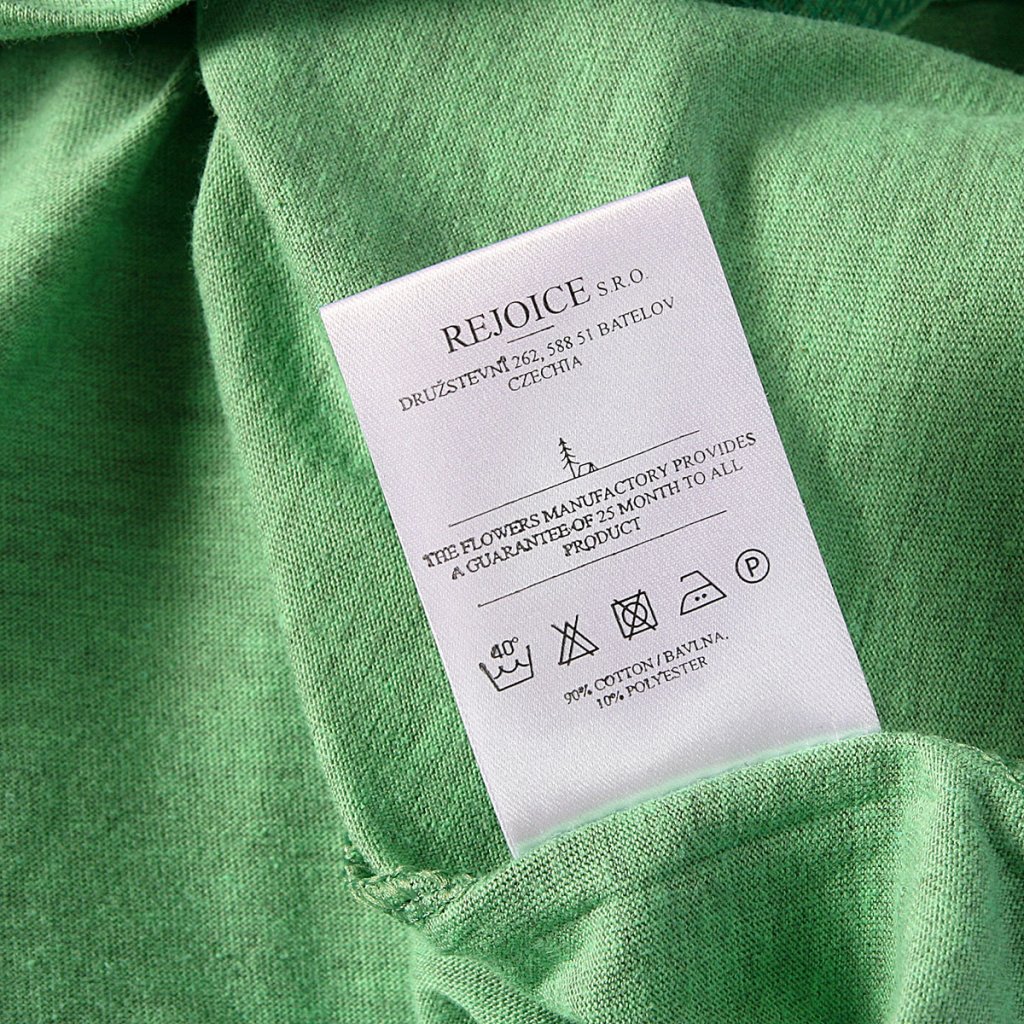 REJOICE S.R.O.
DRUŽSTEVNÍ 262, 588 51 BATELOV
CZECHIA
THE FLOWERS MANUFACTORY PROVIDES
A GUARANTEE OF 25 MONTH TO ALL
PRODUCT
40°
P
90% COTTON / BAVLNA,
10% POLYESTER